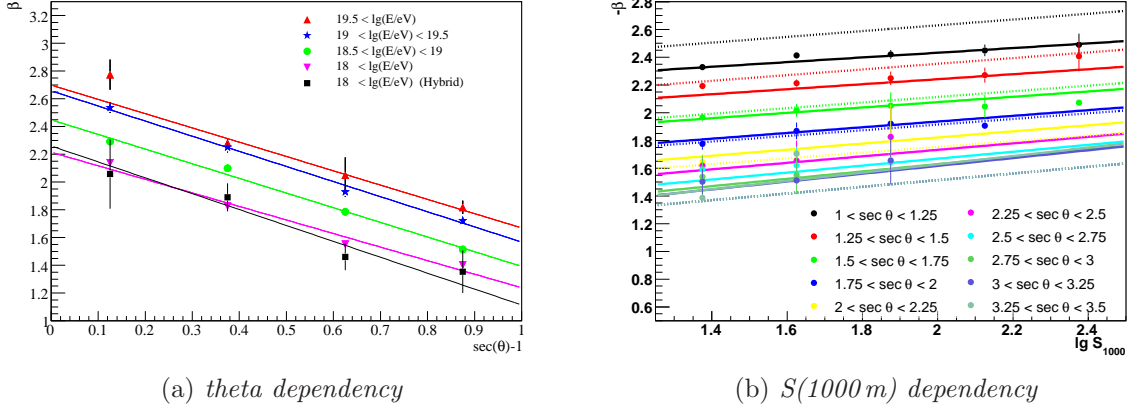 β
3.2
3
2.8
2.6
2.4
2.2
2
1.8
1.6
1.4
1.2
1
0 0.1 0.2 0.3 0.4 0.5 0.6 0.7 0.8 0.9 1
sec(θ)-1
19.5 < lg(E/eV)
19 < lg(E/eV) < 19.5
18.5 < lg(E/eV) < 19
18 < lg(E/eV)
18 < lg(E/eV) (Hybrid)
(a) theta dependency
-β
2.8
2.6
2.4
2.2
2
1.8
1.6
1.4
1.2
1
0.8
0.6
1 < sec θ < 1.25
1.25 < sec θ < 1.5
1.5 < sec θ < 1.75
1.75 < sec θ < 2
2 < sec θ < 2.25
2.25 < sec θ < 2.5
2.5 < sec θ < 2.75
2.75 < sec θ < 3
3 < sec θ < 3.25
3.25 < sec θ < 3.5
1.4 1.6 1.8 2 2.2 2.4
lg S1000
(b) S(1000 m) dependency